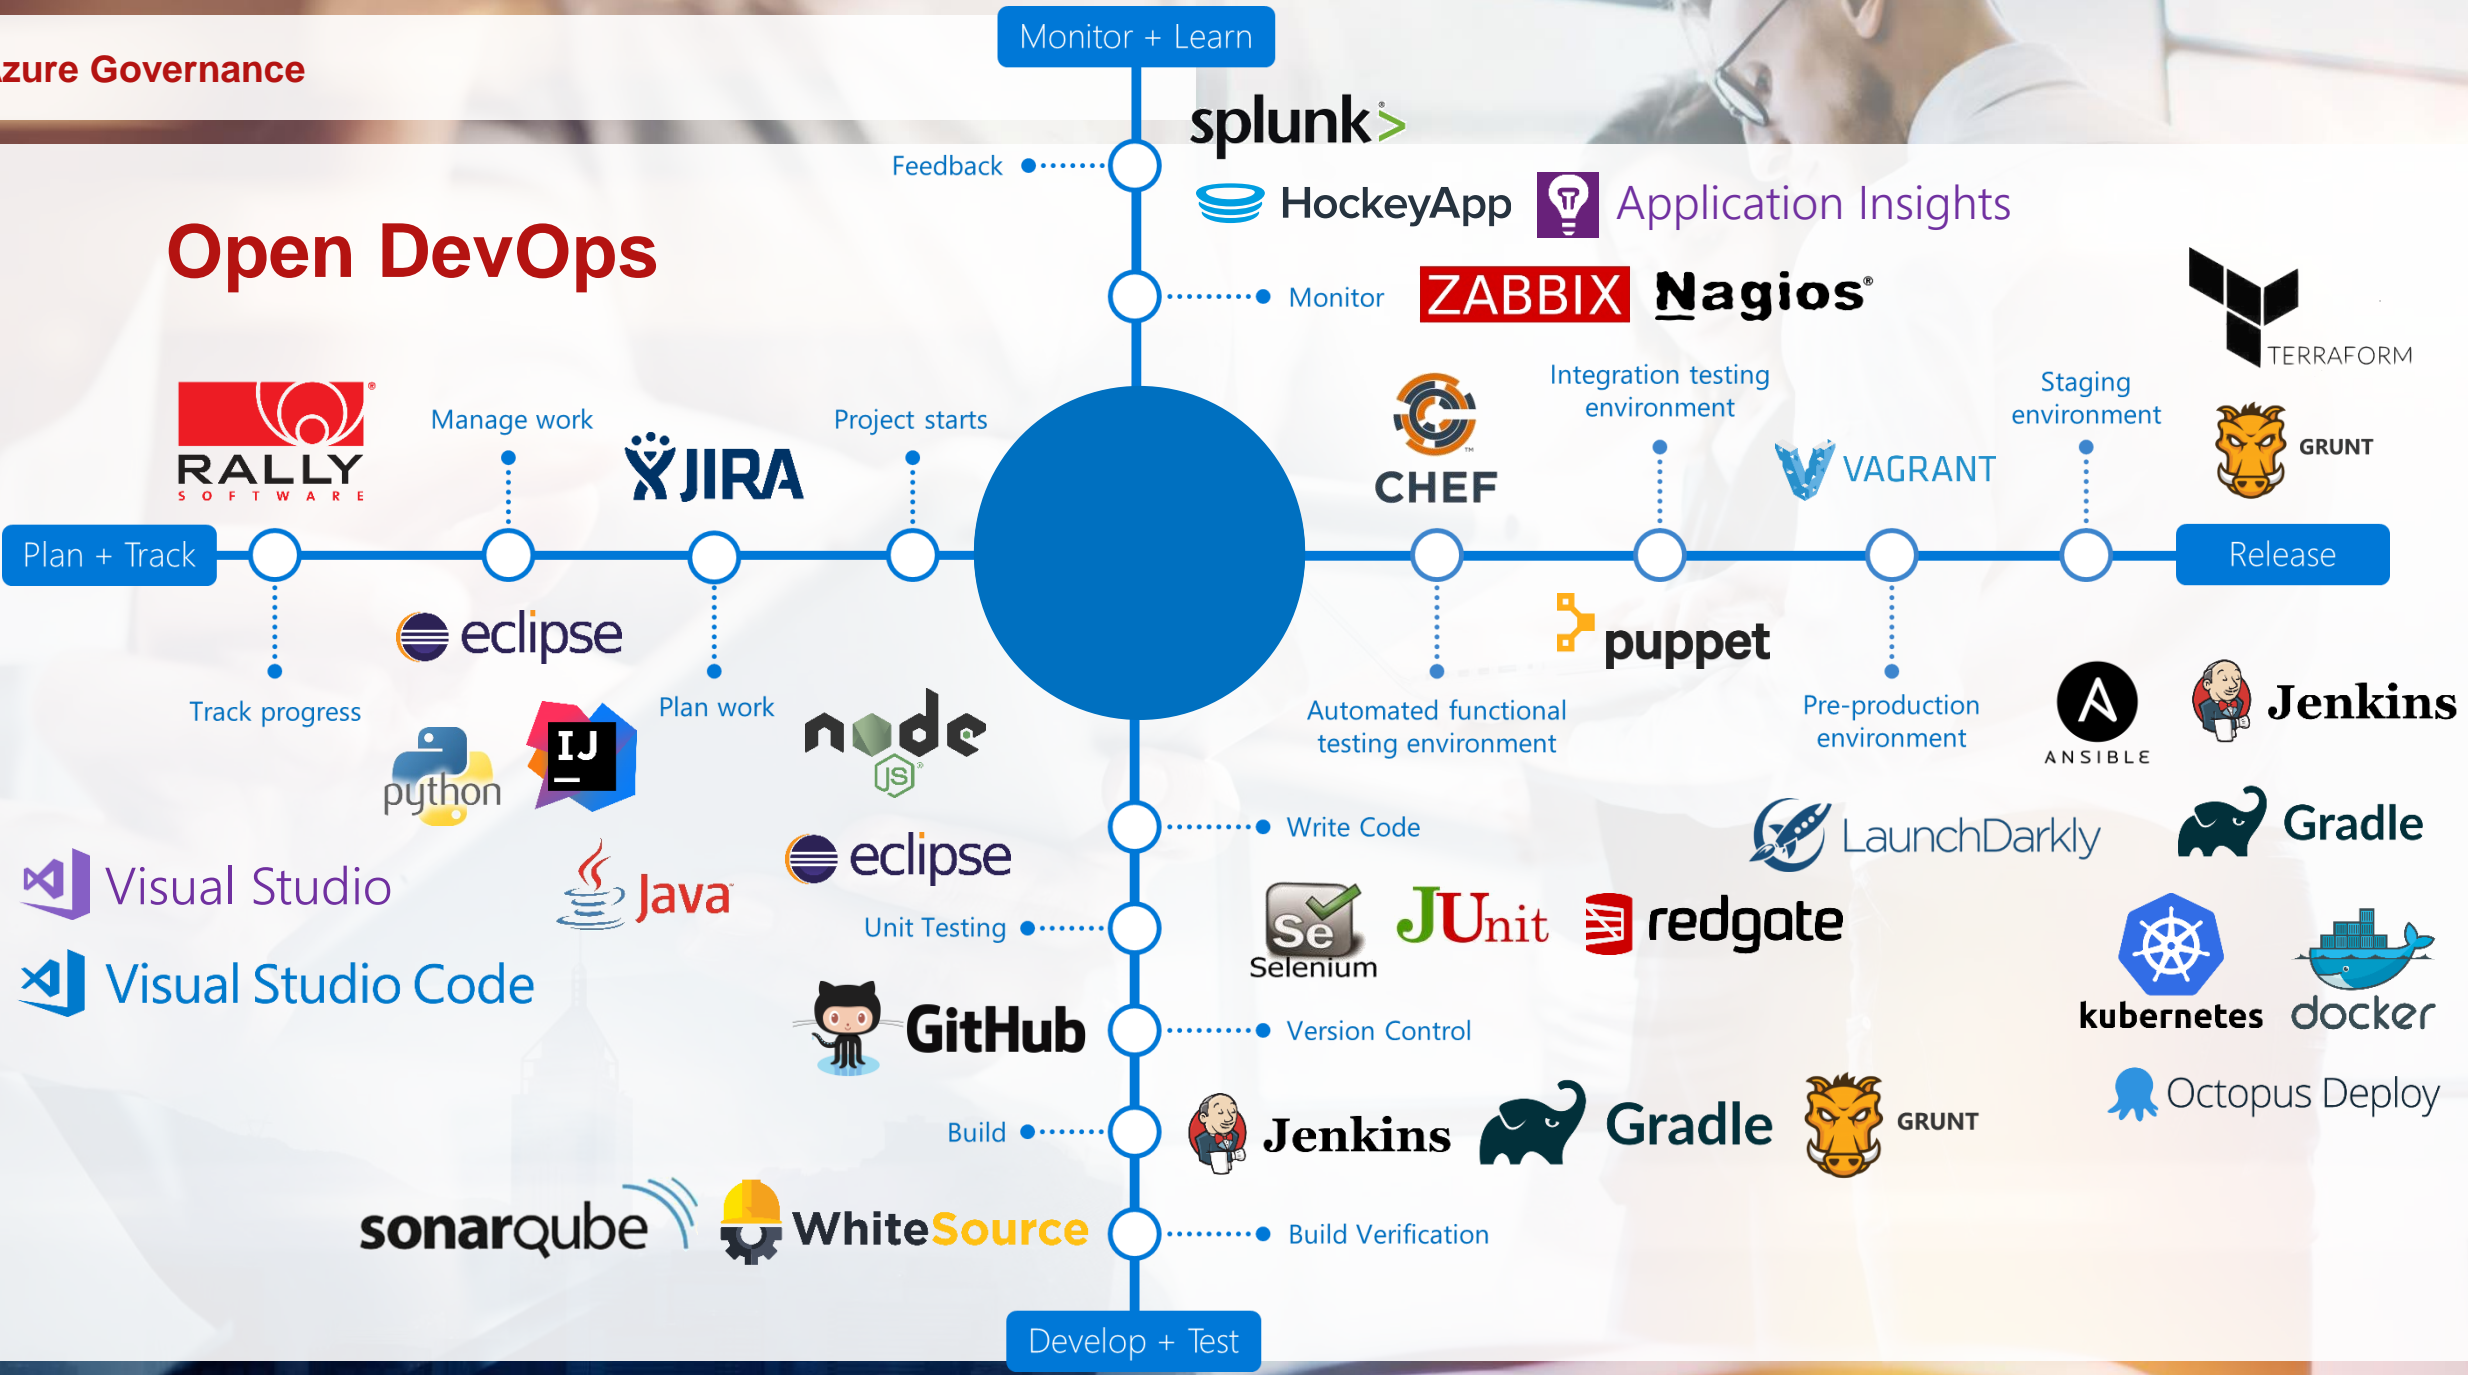 Monitor + Learn
zure Governance
splunk>
Feedback
HockeyApp
Application Insights
Open DevOps
Monitor
ZABBIX
Nagios®
TERRAFORM
RALLY®
SOFTWARE
Manage work
JIRA
Project starts
CHEF
Integration testing
environment
VAGRANT
Staging
environment
GRUNT
Plan + Track
Release
eclipse
puppet
Track progress
Plan work
node
JS
python
IJ
Automated functional
testing environment
Pre-production
environment
A
ANSIBLE
Jenkins
Write Code
LaunchDarkly
Gradle
Visual Studio
Java
eclipse
Unit Testing
Se
Selenium
JUnit
redgate
Visual Studio Code
GitHub
Version Control
kubernetes
docker
Octopus Deploy
Build
Jenkins
Gradle
GRUNT
sonarqube
WhiteSource
Build Verification
Develop + Test